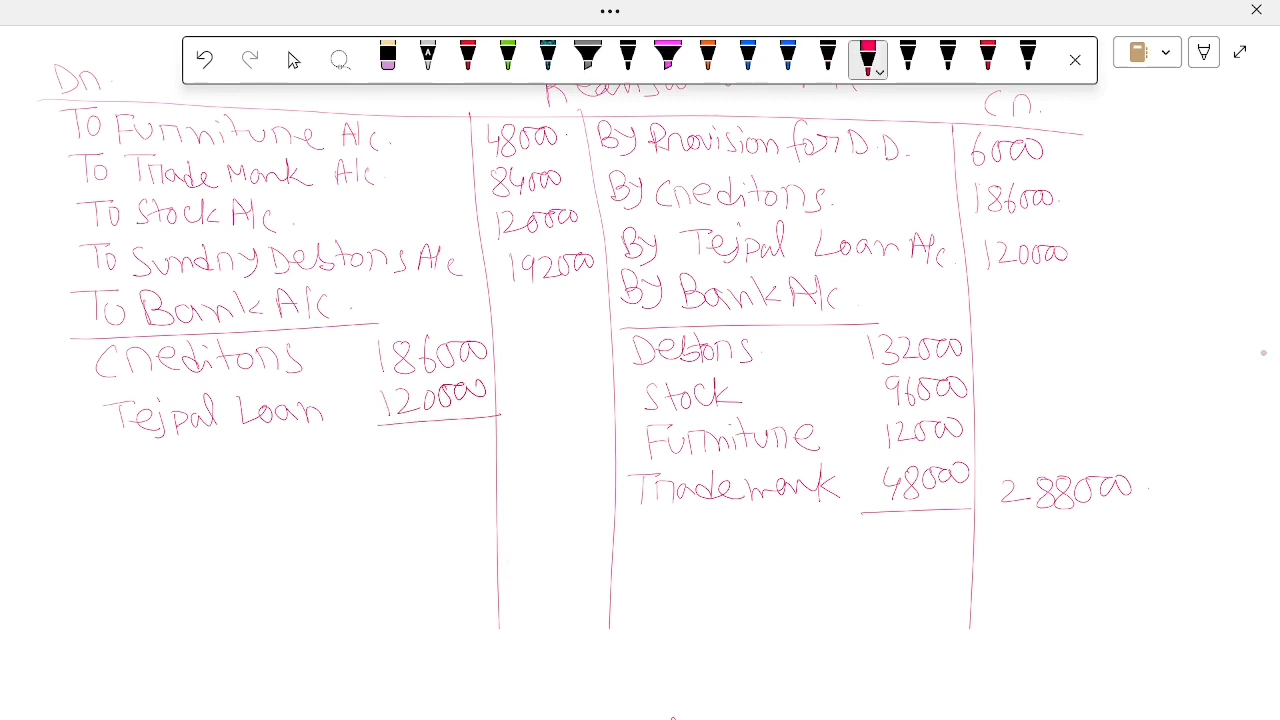 Dr.
Cr.
To Furniture A/c. 48000
To Trade Mark A/c. 84000
To Stock A/c. 120000
To Sundry Debtors A/c 192000
To Bank A/c.
Creditors 186000
Tejpal Loan 120000
By Provision for D.D. 6000
By Creditors. 186000
By Tejpal Loan A/c. 120000
By Bank A/c.
Debtors 132000
Stock 96000
Furniture 12000
Trademark 48000 288000